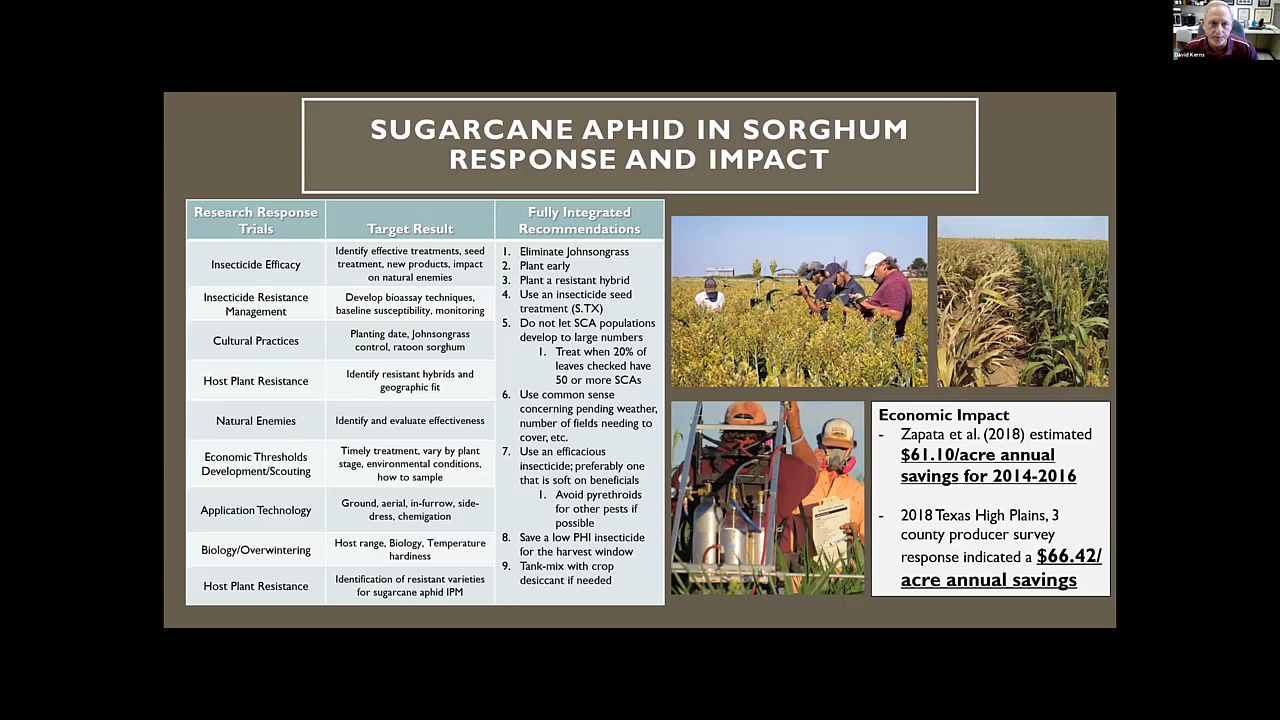 David Kerns
SUGARCANE APHID IN SORGHUM
RESPONSE AND IMPACT
Research Response
Trials
Target Result
Fully Integrated
Recommendations
Insecticide Efficacy
Identify effective treatments, seed
treatment, new products, impact
on natural enemies
Insecticide Resistance
Management
Develop bioassay techniques,
baseline susceptibility, monitoring
Cultural Practices
Planting date, Johnsongrass
control, ratoon sorghum
Host Plant Resistance
Identify resistant hybrids and
geographic fit
Natural Enemies
Identify and evaluate effectiveness
Economic Thresholds
Development/Scouting
Timely treatment, vary by plant
stage, environmental conditions,
how to sample
Application Technology
Ground, aerial, in-furrow, side-
dress, chemigation
Biology/Overwintering
Host range, Biology, Temperature
hardiness
Host Plant Resistance
Identification of resistant varieties
for sugarcane aphid IPM
1. Eliminate Johnsongrass
2. Plant early
3. Plant a resistant hybrid
4. Use an insecticide seed
treatment (S.TX)
5. Do not let SCA populations
develop to large numbers
1. Treat when 20% of
leaves checked have
50 or more SCAs
6. Use common sense
concerning pending weather,
number of fields needing to
cover, etc.
7. Use an efficacious
insecticide; preferably one
that is soft on beneficials
1. Avoid pyrethroids
for other pests if
possible
8. Save a low PHI insecticide
for the harvest window
9. Tank-mix with crop
desiccant if needed
Economic Impact
- Zapata et al. (2018) estimated
$61.10/acre annual
savings for 2014-2016
- 2018 Texas High Plains, 3
county producer survey
response indicated a $66.42/
acre annual savings